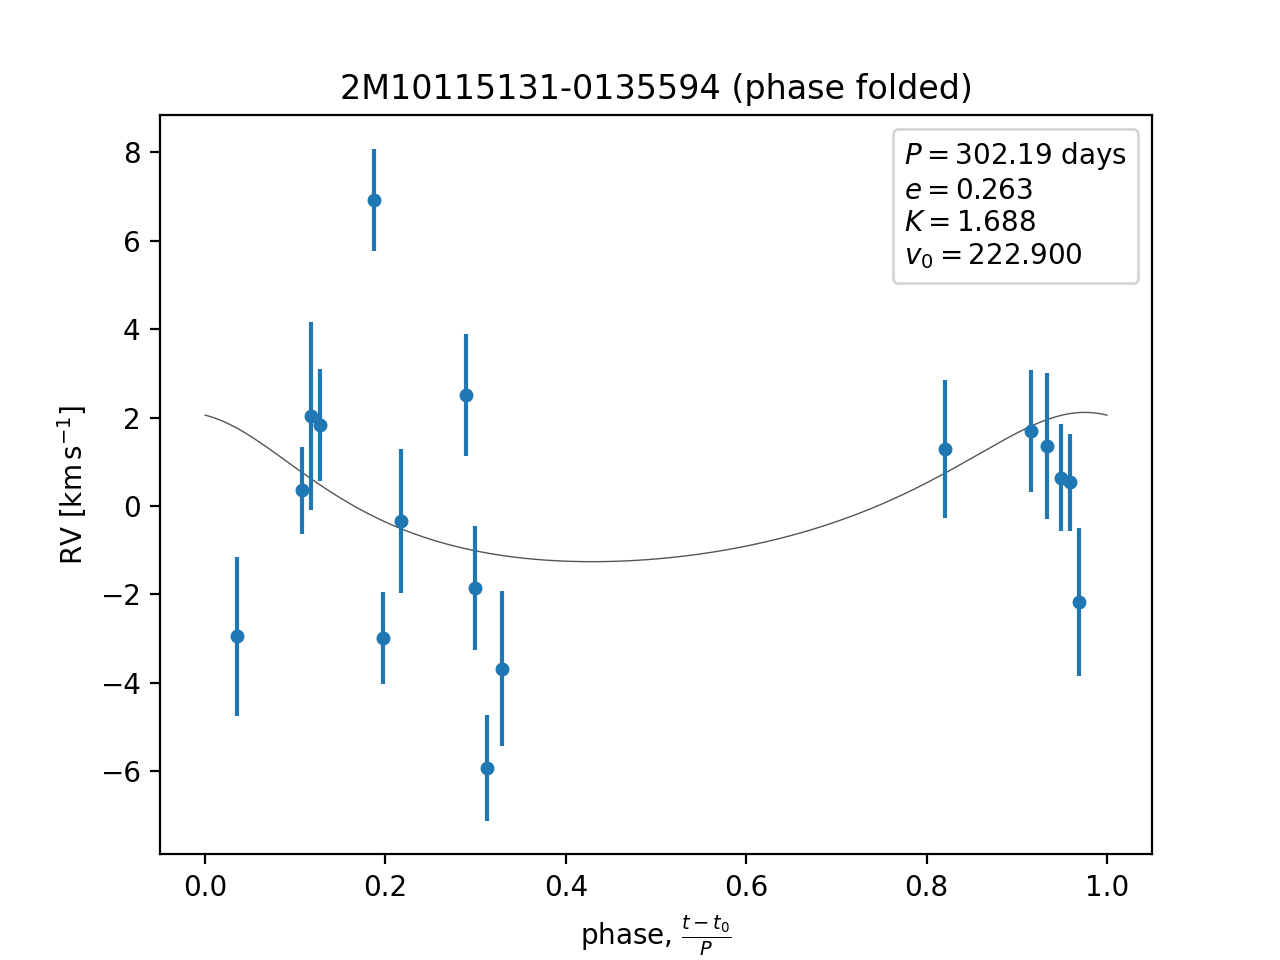 2M10115131-0135594 (phase folded)
P = 302.19 days
e = 0.263
K = 1.688
v₀ = 222.900
8
6
4
2
0
−2
−4
−6
RV [km s⁻¹]
0.0 0.2 0.4 0.6 0.8 1.0
phase, (t − t₀)/P